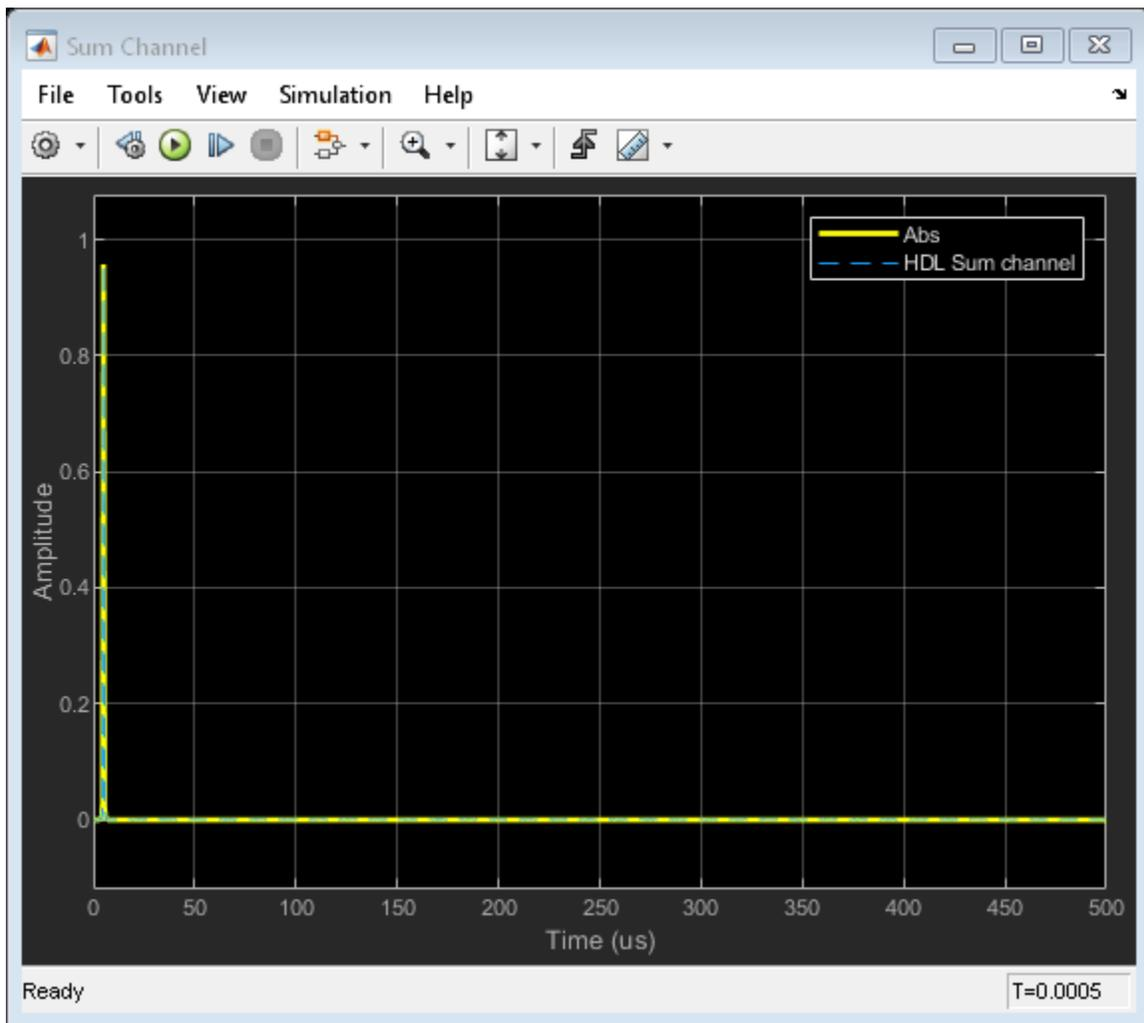 Sum Channel
File Tools View Simulation Help
Abs
HDL Sum channel
1
0.8
0.6
0.4
0.2
0
Amplitude
0 50 100 150 200 250 300 350 400 450 500
Time (us)
Ready T=0.0005